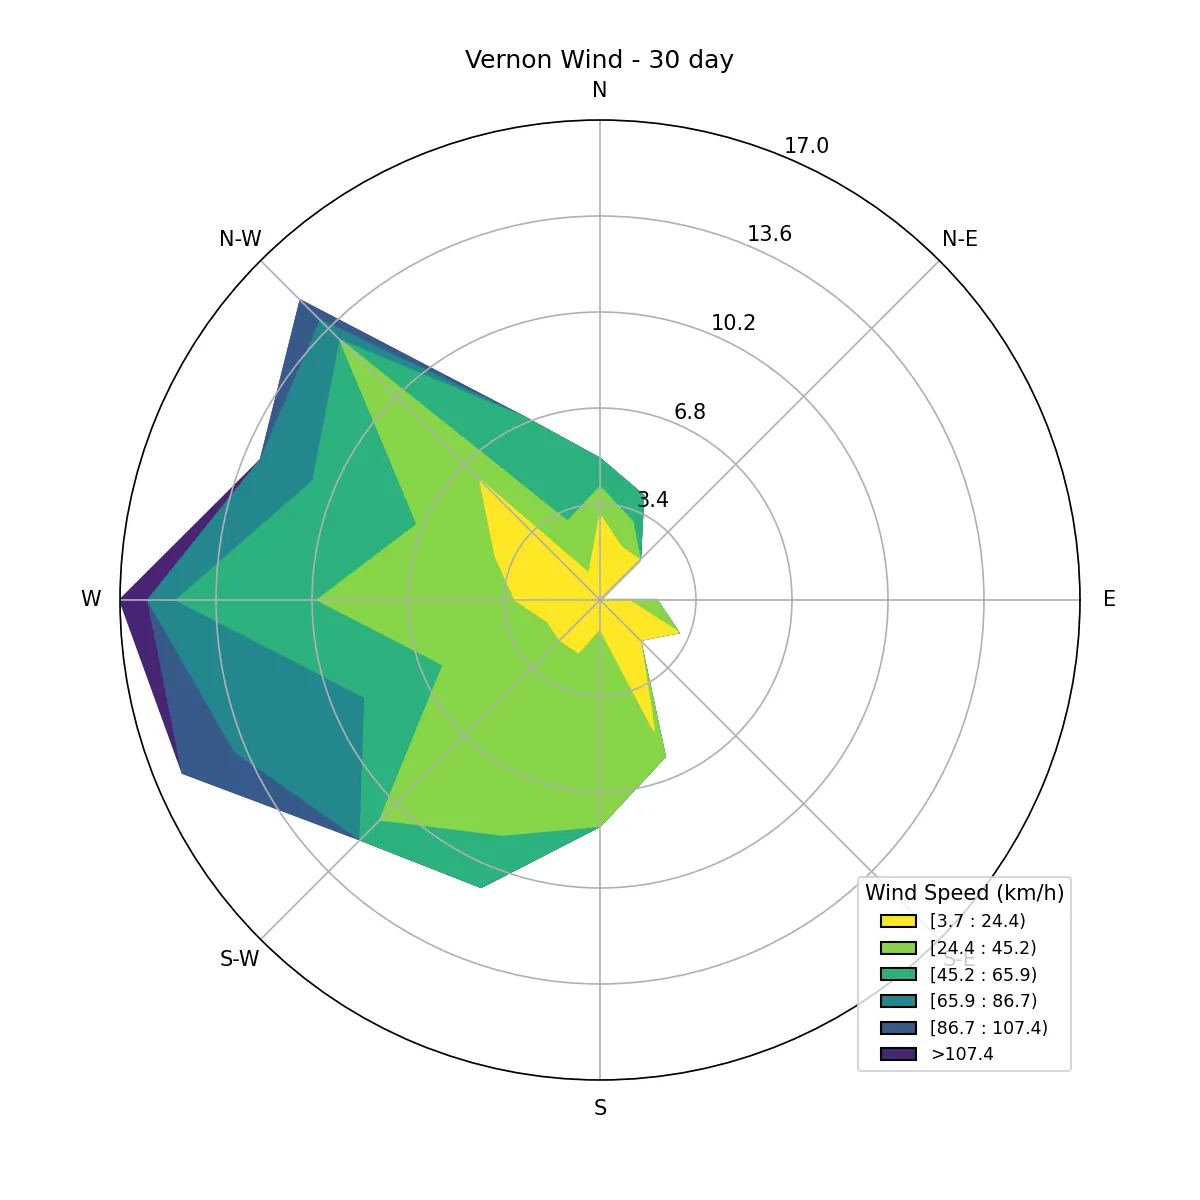 Vernon Wind - 30 day
N
17.0
13.6
N-W
N-E
10.2
6.8
3.4
W
E
S-W
S-E
Wind Speed (km/h)
[3.7 : 24.4)
[24.4 : 45.2)
[45.2 : 65.9)
[65.9 : 86.7)
[86.7 : 107.4)
>107.4
S